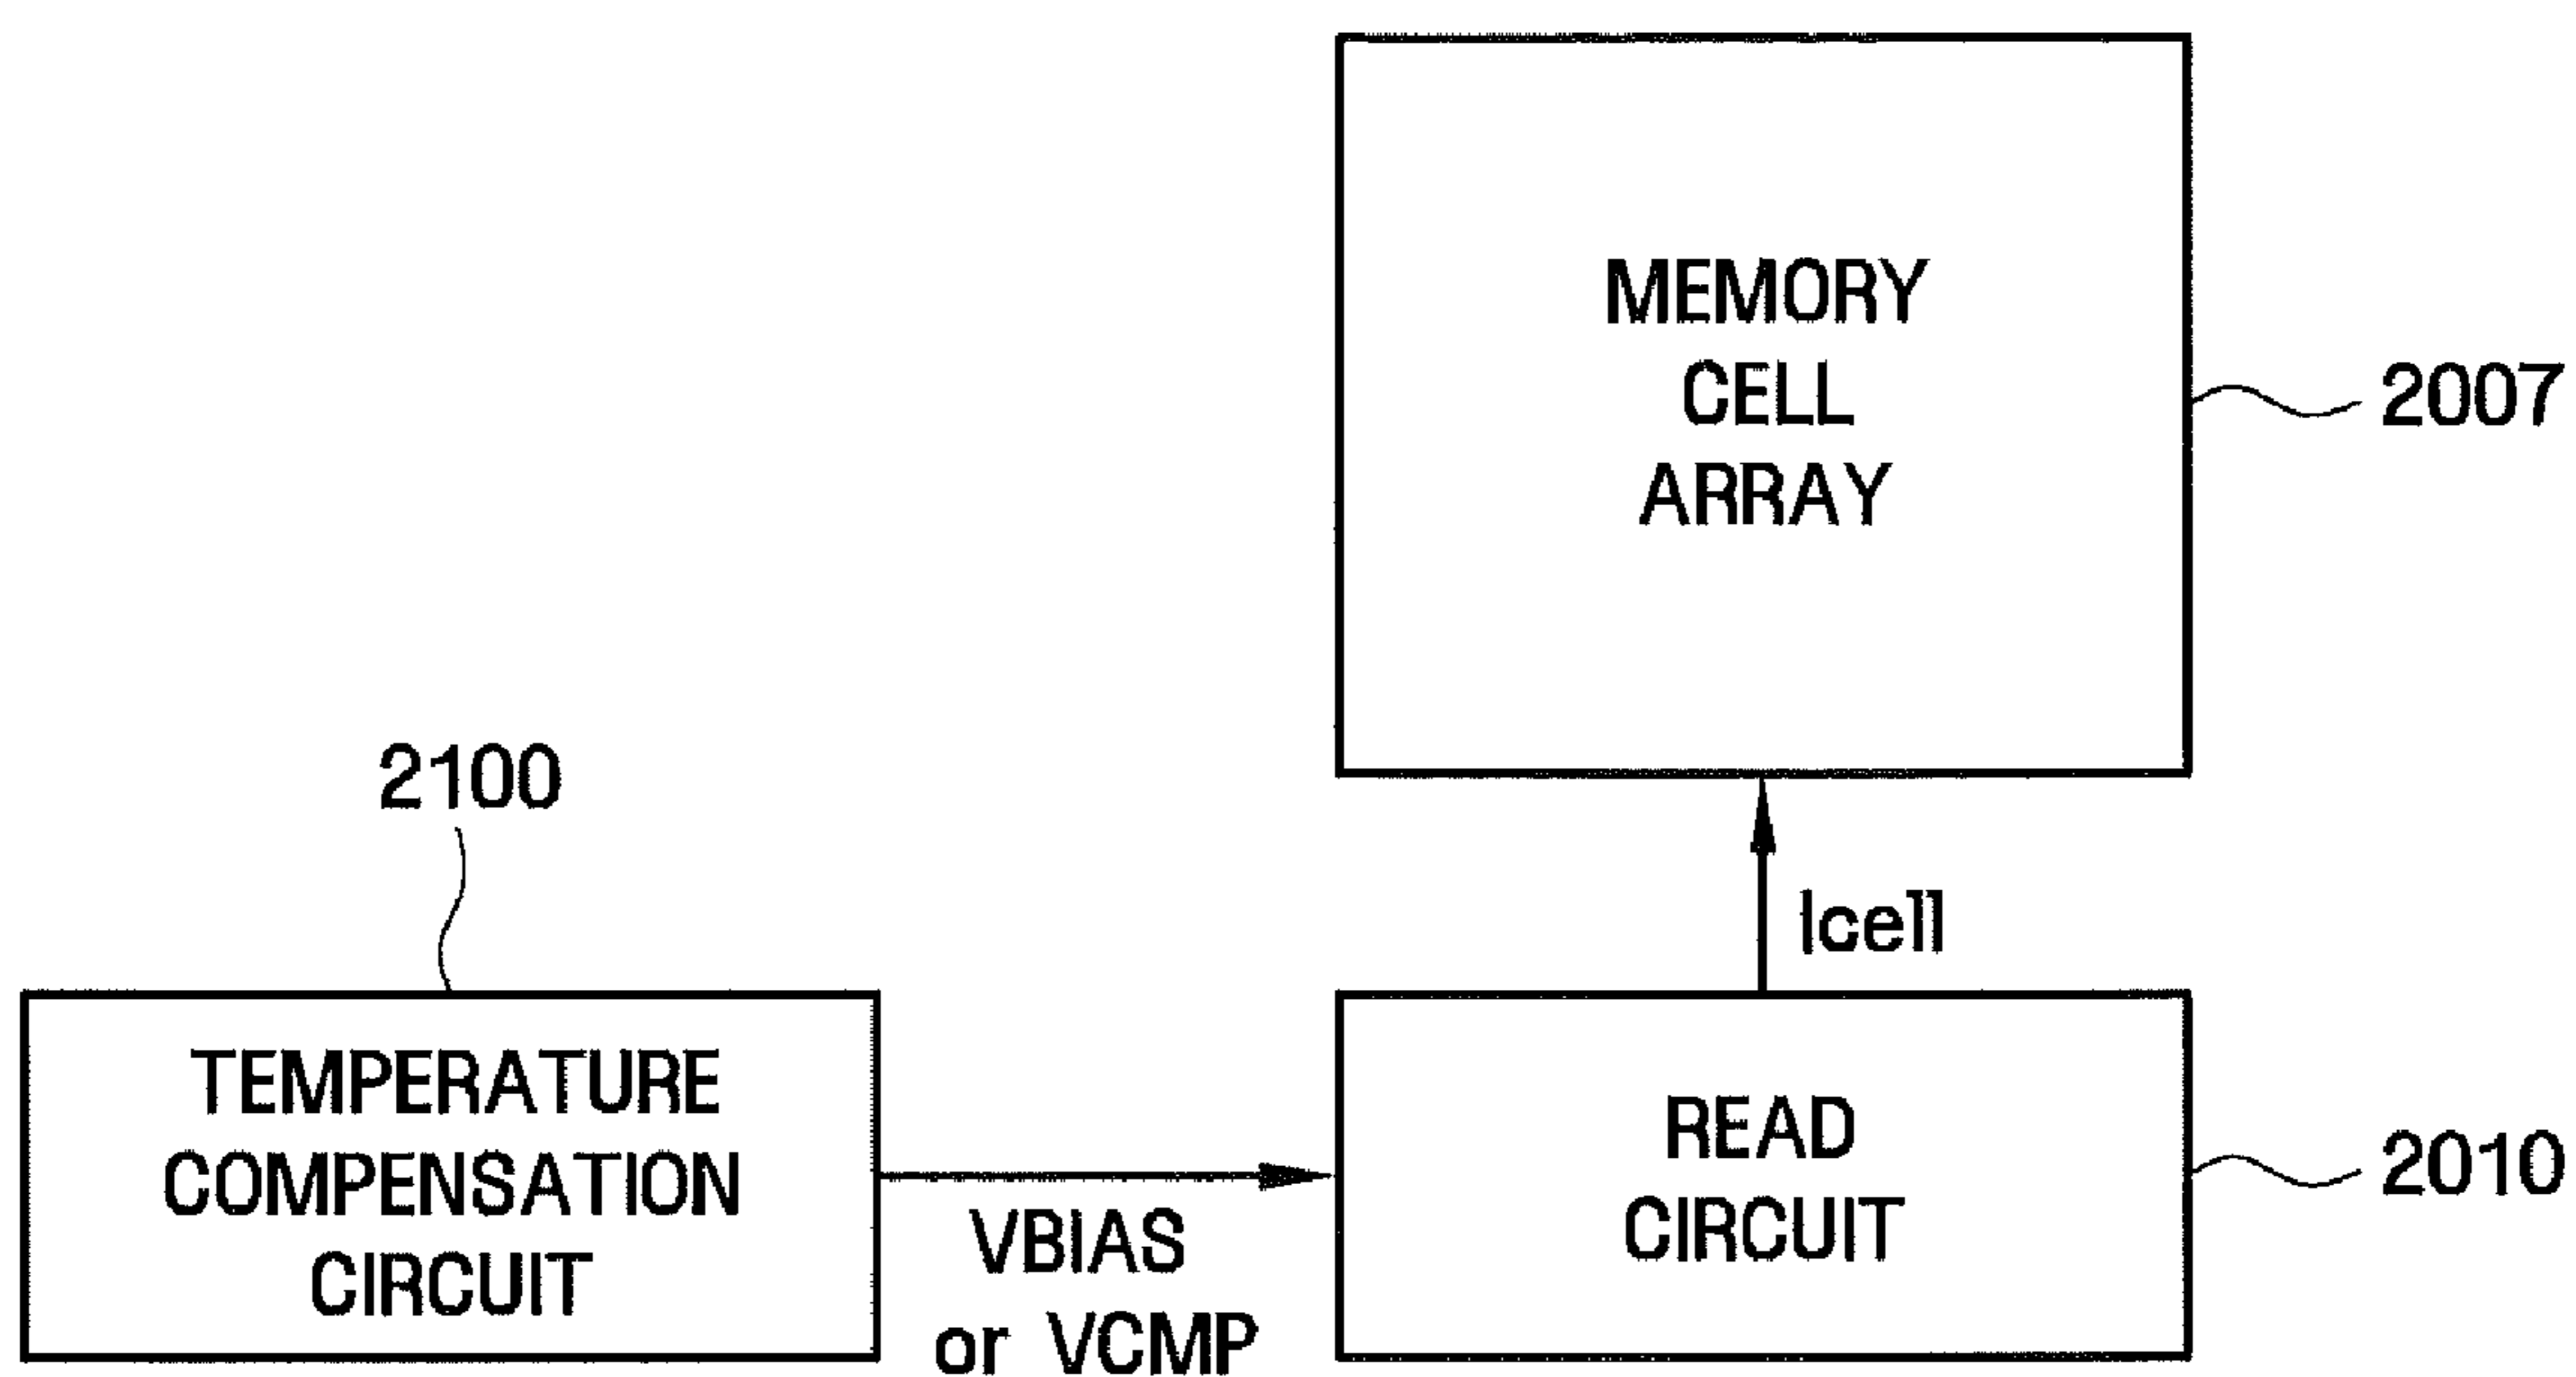 MEMORY
CELL
ARRAY
2007
2100
Icell
TEMPERATURE
COMPENSATION
CIRCUIT
VBIAS
or VCMP
READ
CIRCUIT
2010